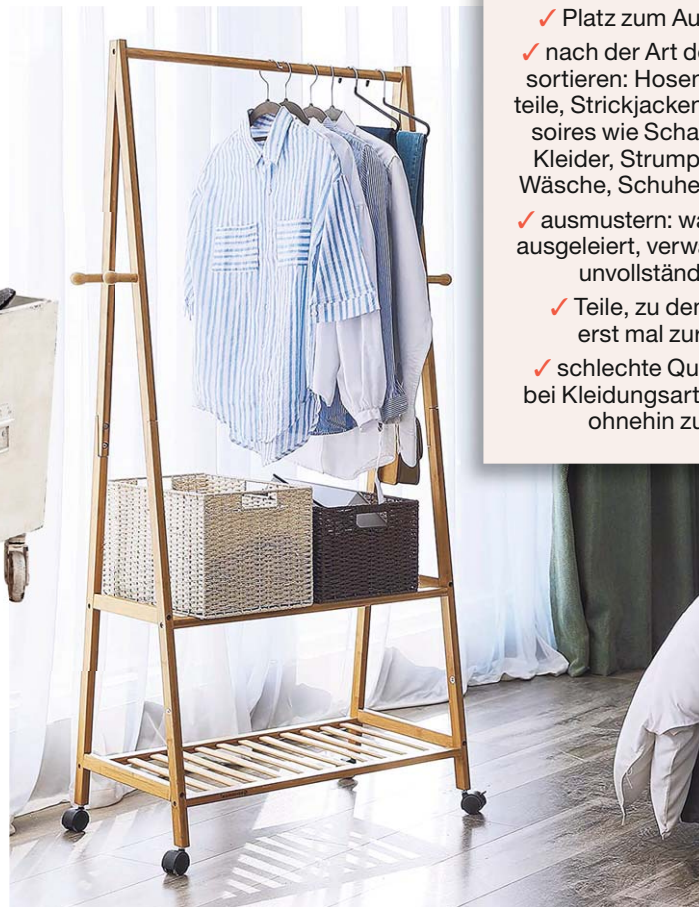 ✓ Platz zum Au
✓ nach der Art de
sortieren: Hosen
teile, Strickjacken
soires wie Scha
Kleider, Strump
Wäsche, Schuhe
✓ ausmustern: wa
ausgeleiert, verwa
unvollständ
✓ Teile, zu den
erst mal zur
✓ schlechte Qu
bei Kleidungsart
ohnehin zu